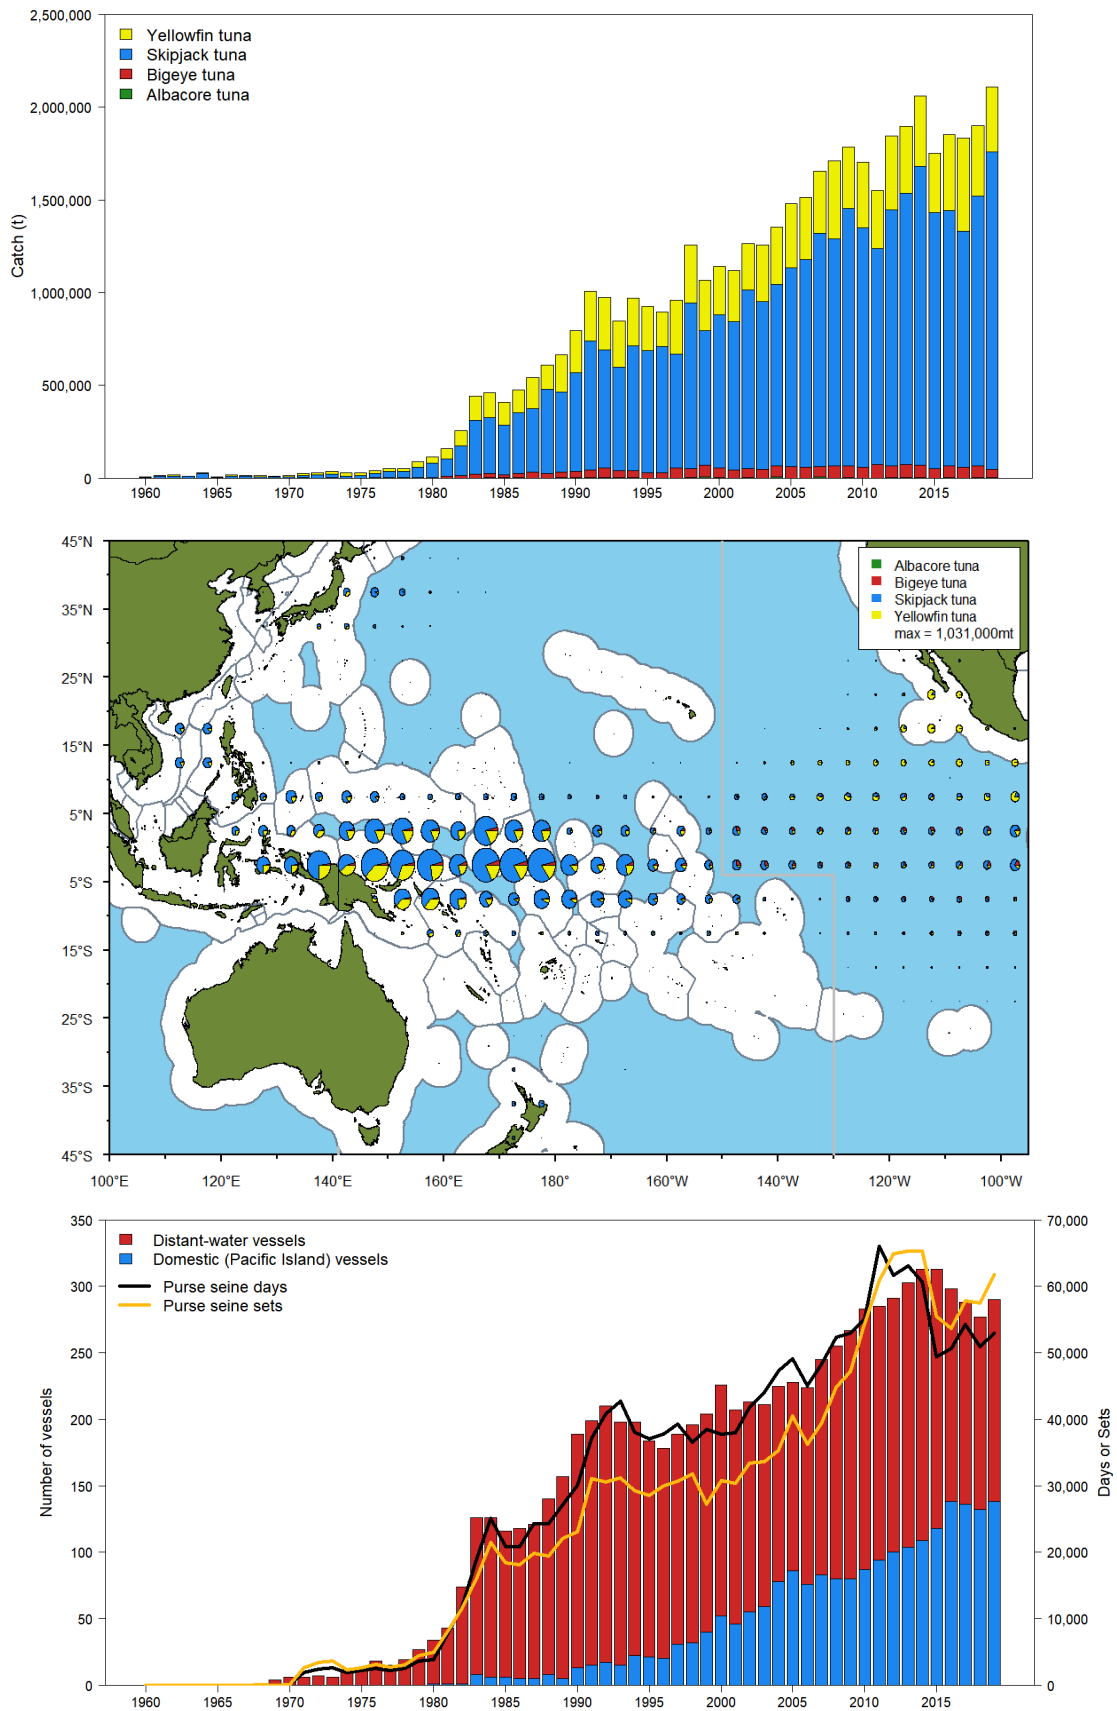 2,500,000
2,000,000
1,500,000
1,000,000
500,000
0
Catch (t)
Yellowfin tuna
Skipjack tuna
Bigeye tuna
Albacore tuna
1960 1965 1970 1975 1980 1985 1990 1995 2000 2005 2010 2015
45°N
35°N
25°N
15°N
5°N
5°S
15°S
25°S
35°S
45°S
Albacore tuna
Bigeye tuna
Skipjack tuna
Yellowfin tuna
max = 1,031,000mt
100°E 120°E 140°E 160°E 180° 160°W 140°W 120°W 100°W
350
300
250
200
150
100
50
0
Number of vessels
Distant-water vessels
Domestic (Pacific Island) vessels
Purse seine days
Purse seine sets
70,000
60,000
50,000
40,000
30,000
20,000
10,000
0
Days or Sets
1960 1965 1970 1975 1980 1985 1990 1995 2000 2005 2010 2015